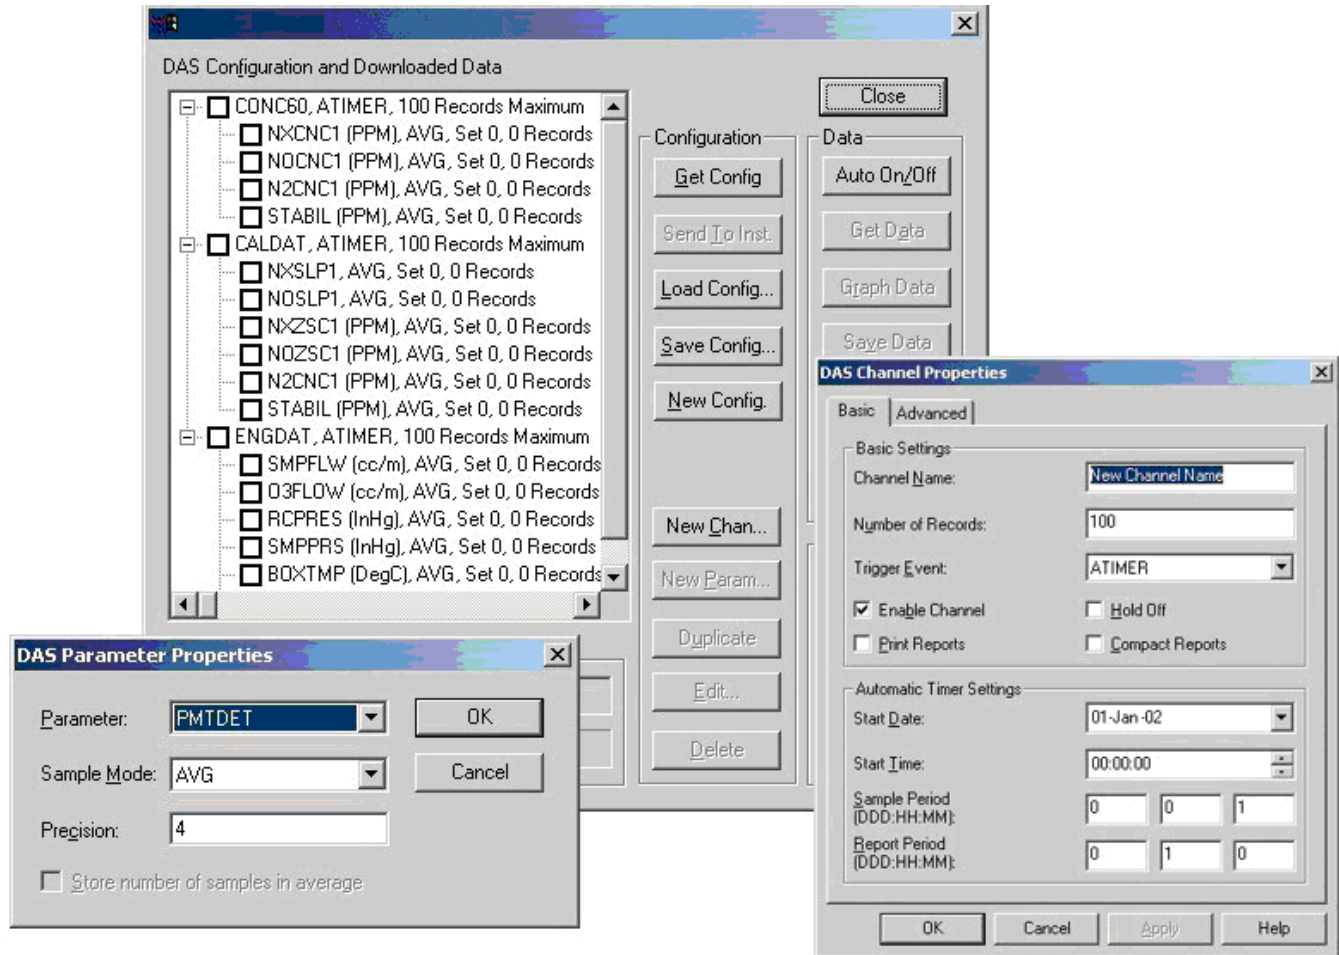 DAS Configuration and Downloaded Data
CONC60, ATIMER, 100 Records Maximum
NXCNC1 (PPM), AVG, Set 0, 0 Records
NOCNC1 (PPM), AVG, Set 0, 0 Records
N2CNC1 (PPM), AVG, Set 0, 0 Records
STABIL (PPM), AVG, Set 0, 0 Records
CALDAT, ATIMER, 100 Records Maximum
NXSLP1, AVG, Set 0, 0 Records
NOSLP1, AVG, Set 0, 0 Records
NXZSC1 (PPM), AVG, Set 0, 0 Records
NOZSC1 (PPM), AVG, Set 0, 0 Records
N2CNC1 (PPM), AVG, Set 0, 0 Records
STABIL (PPM), AVG, Set 0, 0 Records
ENGDAT, ATIMER, 100 Records Maximum
SMPFLW (cc/m), AVG, Set 0, 0 Records
O3FLOW (cc/m), AVG, Set 0, 0 Records
RCPRES (InHg), AVG, Set 0, 0 Records
SMPPRS (InHg), AVG, Set 0, 0 Records
BOXTMP (DegC), AVG, Set 0, 0 Records
Close
Configuration
Get Config
Send To Inst.
Load Config...
Save Config...
New Config.
New Chan...
New Param...
Duplicate
Edit...
Delete
Data
Auto On/Off
Get Data
Graph Data
Save Data
DAS Parameter Properties
Parameter: PMTDET OK
Sample Mode: AVG Cancel
Precision: 4
Store number of samples in average
DAS Channel Properties
Basic Advanced
Basic Settings
Channel Name: New Channel Name
Number of Records: 100
Trigger Event: ATIMER
Enable Channel Hold Off
Print Reports Compact Reports
Automatic Timer Settings
Start Date: 01-Jan-02
Start Time: 00:00:00
Sample Period
(DDD:HH:MM): 0 0 1
Report Period
(DDD:HH:MM): 0 1 0
OK Cancel Apply Help